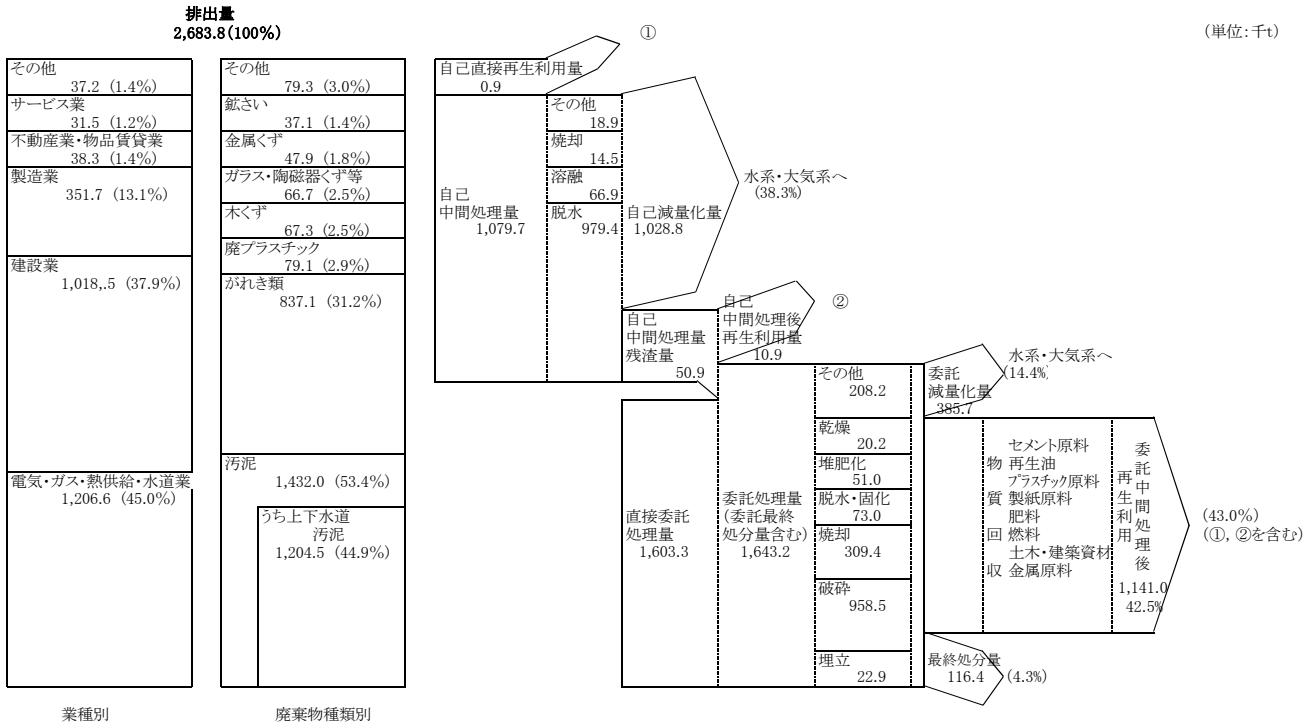 排出量
2,683.8(100%)
(単位:千t)
その他
37.2 (1.4%)
サービス業
31.5 (1.2%)
不動産業・物品賃貸業
38.3 (1.4%)
製造業
351.7 (13.1%)
建設業
1,018,.5 (37.9%)
電気・ガス・熱供給・水道業
1,206.6 (45.0%)
業種別
その他
79.3 (3.0%)
鉱さい
37.1 (1.4%)
金属くず
47.9 (1.8%)
ガラス・陶磁器くず等
66.7 (2.5%)
木くず
67.3 (2.5%)
廃プラスチック
79.1 (2.9%)
がれき類
837.1 (31.2%)
汚泥
1,432.0 (53.4%)
うち上下水道
汚泥
1,204.5 (44.9%)
廃棄物種類別
①
自己直接再生利用量
0.9
自己
中間処理量
1,079.7
その他
18.9
焼却
14.5
溶融
66.9
脱水
979.4
自己減量化量
1,028.8
水系・大気系へ
(38.3%)
自己
中間処理量
残渣量
50.9
自己
中間処理後
再生利用量
10.9
②
直接委託
処理量
1,603.3
委託処理量
(委託最終
処分量含む)
1,643.2
その他
208.2
乾燥
20.2
堆肥化
51.0
脱水・固化
73.0
焼却
309.4
破砕
958.5
埋立
22.9
委託
減量化量
385.7
水系・大気系へ
(14.4%)
物質回収
セメント原料
再生油
プラスチック原料
製紙原料
肥料
燃料
土木・建築資材
金属原料
委託中間処理後
再生利用
1,141.0
42.5%
(43.0%)
(①, ②を含む)
最終処分量
116.4
(4.3%)